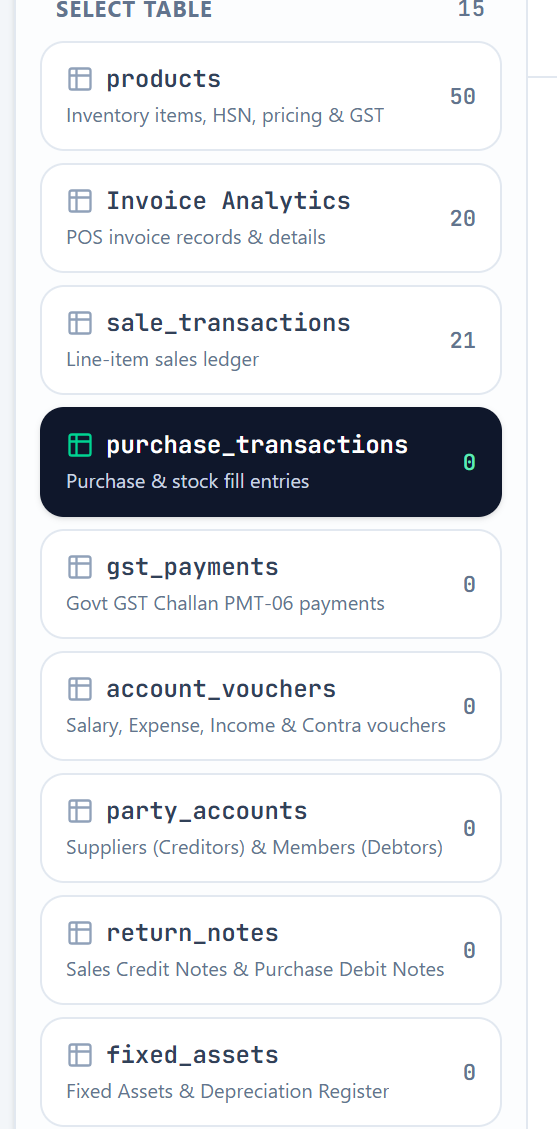 SELECT TABLE 15
products
Inventory items, HSN, pricing & GST
50
Invoice Analytics
POS invoice records & details
20
sale_transactions
Line-item sales ledger
21
purchase_transactions
Purchase & stock fill entries
0
gst_payments
Govt GST Challan PMT-06 payments
0
account_vouchers
Salary, Expense, Income & Contra vouchers
0
party_accounts
Suppliers (Creditors) & Members (Debtors)
0
return_notes
Sales Credit Notes & Purchase Debit Notes
0
fixed_assets
Fixed Assets & Depreciation Register
0